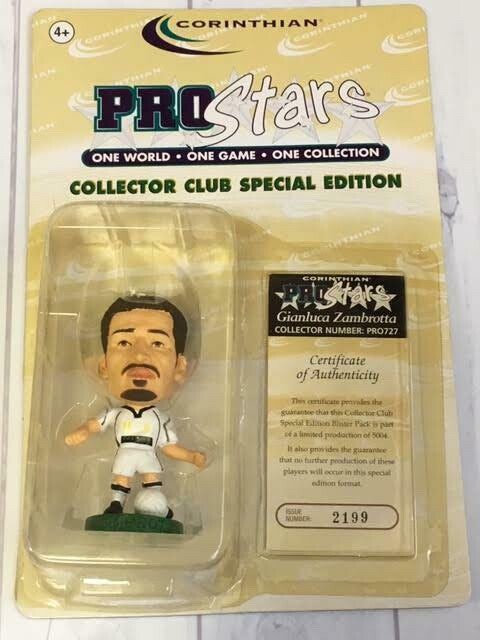 4+
CORINTHIAN
PROStars
ONE WORLD • ONE GAME • ONE COLLECTION
COLLECTOR CLUB SPECIAL EDITION
CORINTHIAN
PROStars
Gianluca Zambrotta
COLLECTOR NUMBER: PRO727
Certificate
of Authenticity
This certificate provides the
guarantee that this Collector Club
Special Edition Blister Pack is part
of a limited production of 5004.
It also provides the guarantee
that no further production of these
players will occur in this special
edition format.
ISSUE
NUMBER: 2199